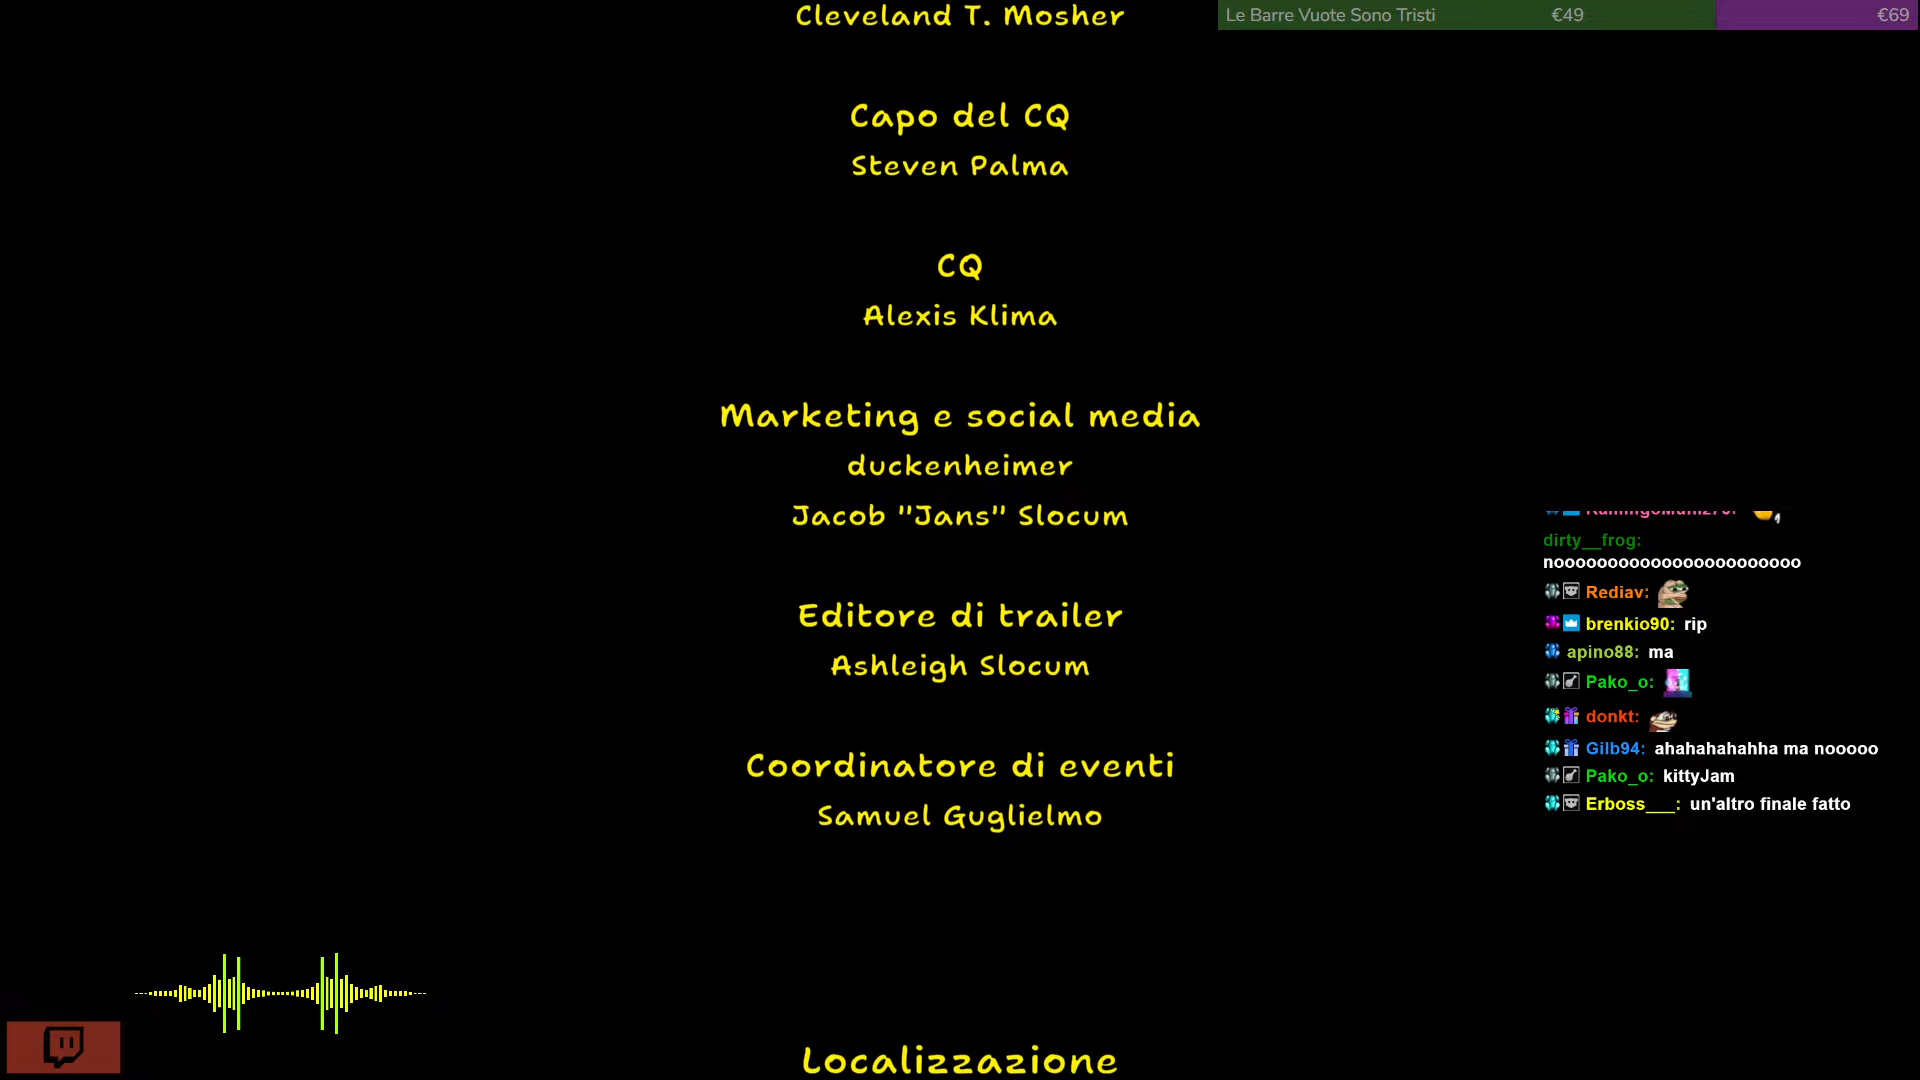 Cleveland T. Mosher
Le Barre Vuote Sono Tristi €49 €69
Capo del CQ
Steven Palma
CQ
Alexis Klima
Marketing e social media
duckenheimer
Jacob "Jans" Slocum
Editore di trailer
Ashleigh Slocum
Coordinatore di eventi
Samuel Guglielmo
Localizzazione
dirty__frog:
nooooooooooooooooooooooo
Rediav:
brenkio90: rip
apino88: ma
Pako_o:
donkt:
Gilb94: ahahahahahha ma nooooo
Pako_o: kittyJam
Erboss___: un'altro finale fatto